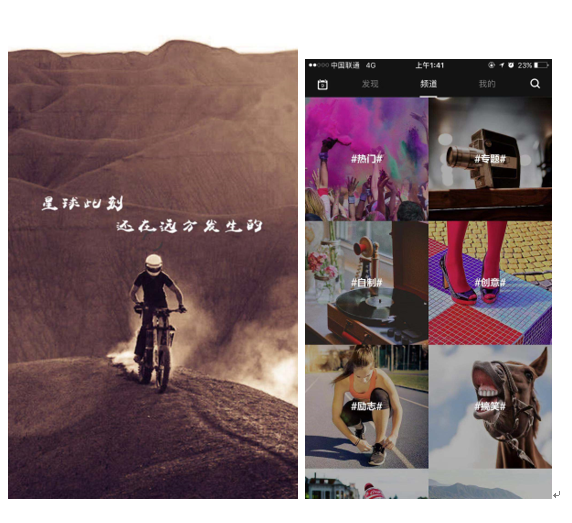 星球此刻
还在远方发生的
中国联通 4G 上午1:41 23%
发现 频道 我的
#热门# #专题#
#自制# #创意#
#励志# #搞笑#